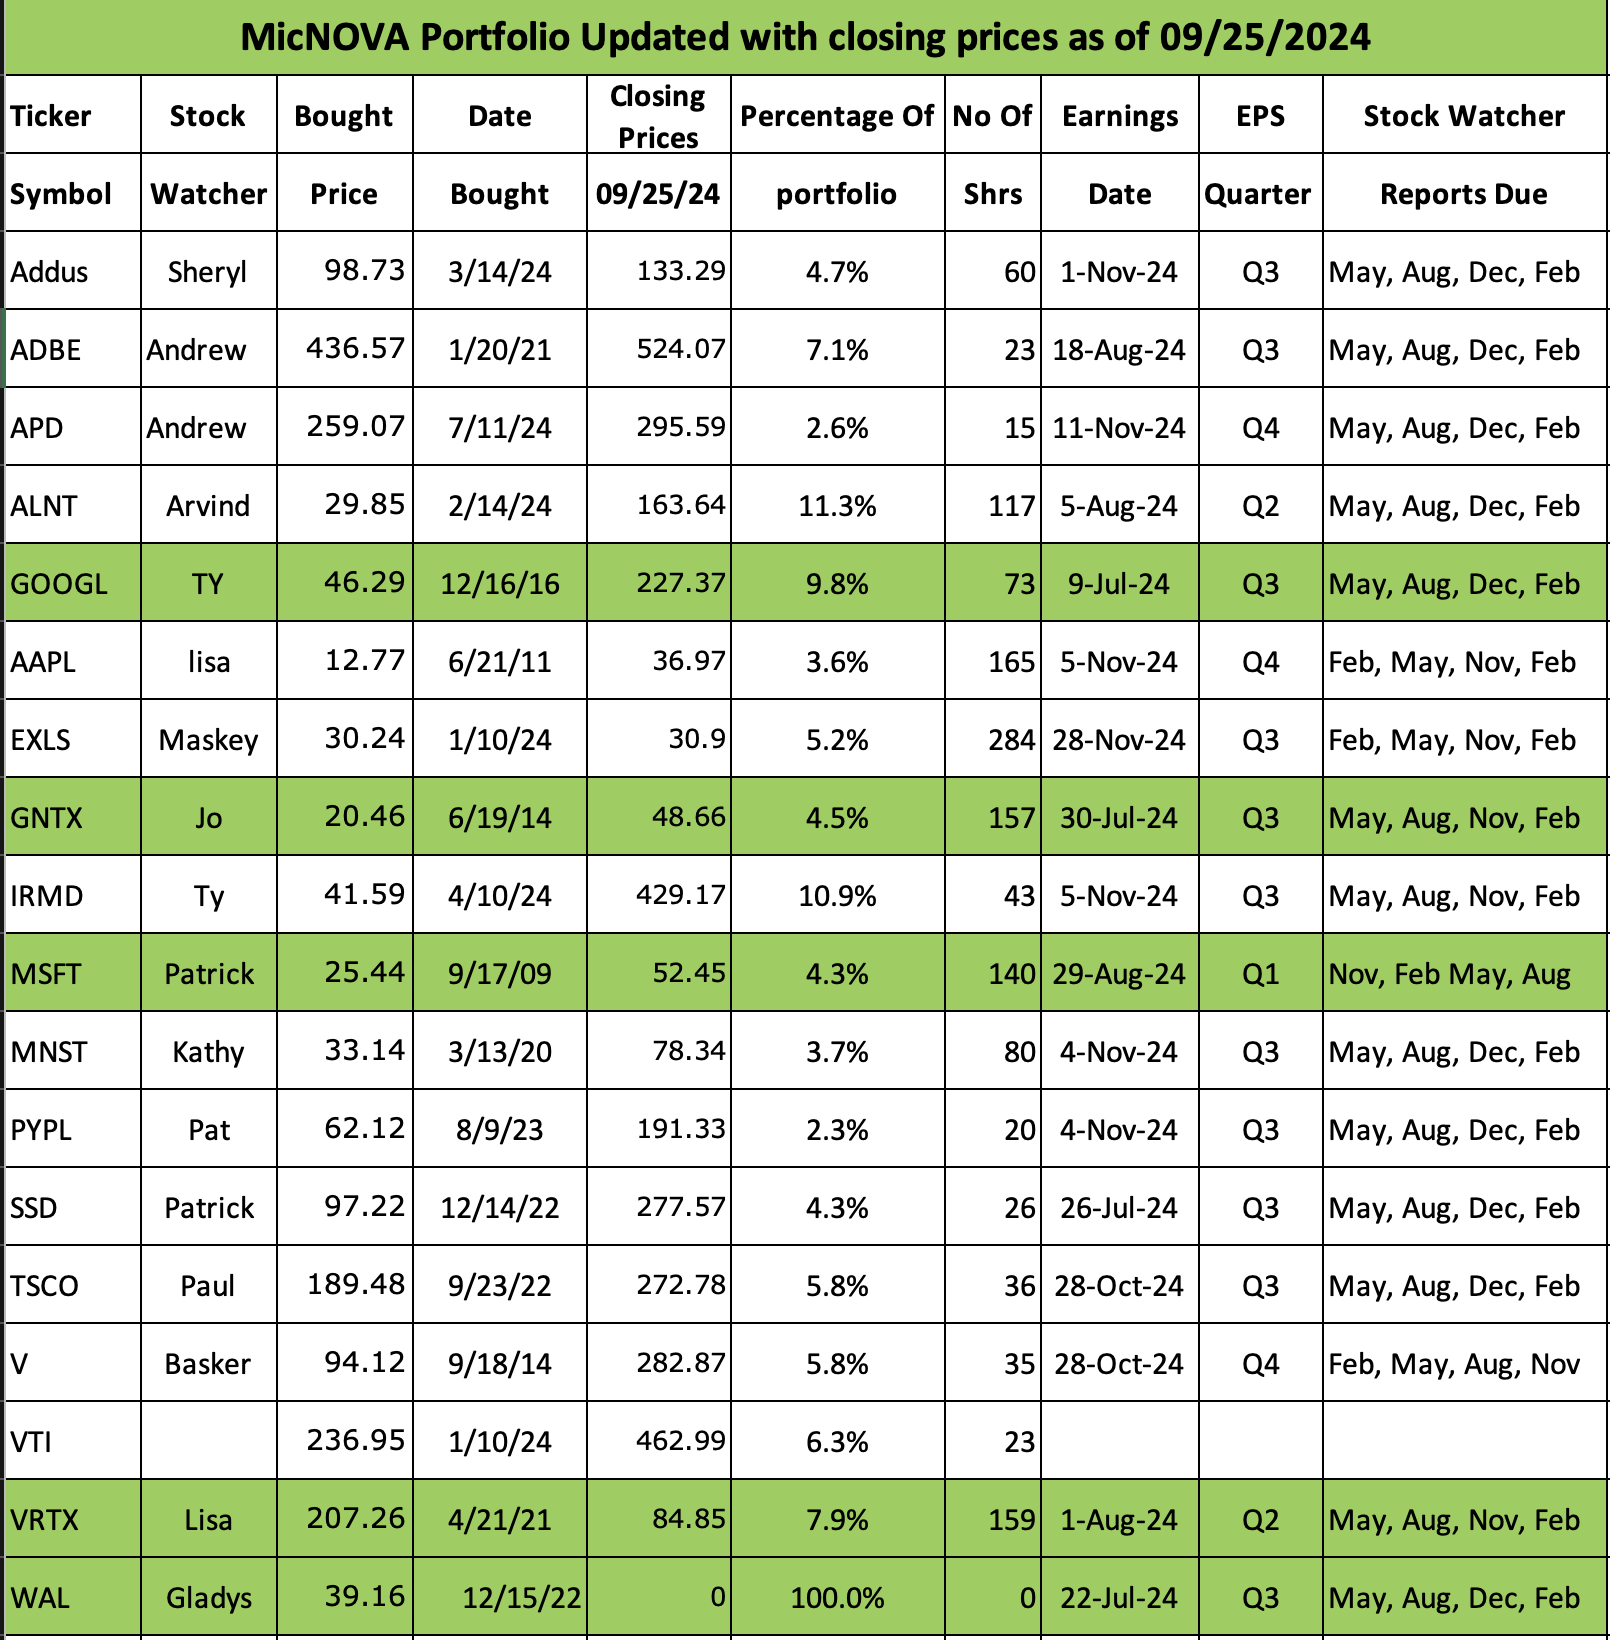 MicNOVA Portfolio Updated with closing prices as of 09/25/2024
Ticker Stock Bought Date Closing Prices Percentage Of No Of Earnings EPS Stock Watcher
Symbol Watcher Price Bought 09/25/24 portfolio Shrs Date Quarter Reports Due
Addus Sheryl 98.73 3/14/24 133.29 4.7% 60 1-Nov-24 Q3 May, Aug, Dec, Feb
ADBE Andrew 436.57 1/20/21 524.07 7.1% 23 18-Aug-24 Q3 May, Aug, Dec, Feb
APD Andrew 259.07 7/11/24 295.59 2.6% 15 11-Nov-24 Q4 May, Aug, Dec, Feb
ALNT Arvind 29.85 2/14/24 163.64 11.3% 117 5-Aug-24 Q2 May, Aug, Dec, Feb
GOOGL TY 46.29 12/16/16 227.37 9.8% 73 9-Jul-24 Q3 May, Aug, Dec, Feb
AAPL lisa 12.77 6/21/11 36.97 3.6% 165 5-Nov-24 Q4 Feb, May, Nov, Feb
EXLS Maskey 30.24 1/10/24 30.9 5.2% 284 28-Nov-24 Q3 Feb, May, Nov, Feb
GNTX Jo 20.46 6/19/14 48.66 4.5% 157 30-Jul-24 Q3 May, Aug, Nov, Feb
IRMD Ty 41.59 4/10/24 429.17 10.9% 43 5-Nov-24 Q3 May, Aug, Nov, Feb
MSFT Patrick 25.44 9/17/09 52.45 4.3% 140 29-Aug-24 Q1 Nov, Feb May, Aug
MNST Kathy 33.14 3/13/20 78.34 3.7% 80 4-Nov-24 Q3 May, Aug, Dec, Feb
PYPL Pat 62.12 8/9/23 191.33 2.3% 20 4-Nov-24 Q3 May, Aug, Dec, Feb
SSD Patrick 97.22 12/14/22 277.57 4.3% 26 26-Jul-24 Q3 May, Aug, Dec, Feb
TSCO Paul 189.48 9/23/22 272.78 5.8% 36 28-Oct-24 Q3 May, Aug, Dec, Feb
V Basker 94.12 9/18/14 282.87 5.8% 35 28-Oct-24 Q4 Feb, May, Aug, Nov
VTI 236.95 1/10/24 462.99 6.3% 23
VRTX Lisa 207.26 4/21/21 84.85 7.9% 159 1-Aug-24 Q2 May, Aug, Nov, Feb
WAL Gladys 39.16 12/15/22 0 100.0% 0 22-Jul-24 Q3 May, Aug, Dec, Feb